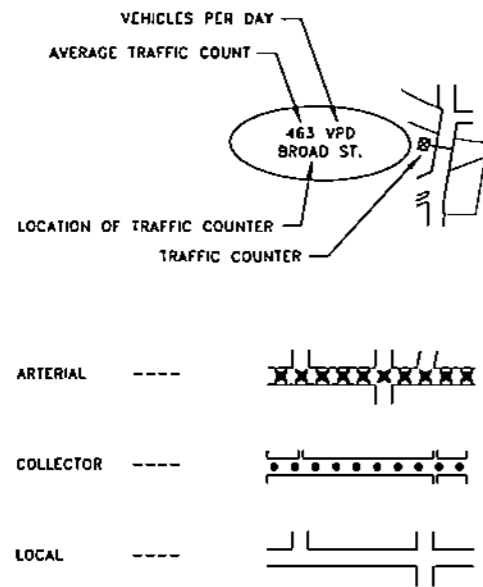 VEHICLES PER DAY
AVERAGE TRAFFIC COUNT
463 VPD
BROAD ST.
LOCATION OF TRAFFIC COUNTER
TRAFFIC COUNTER
ARTERIAL ----
COLLECTOR ----
LOCAL ----